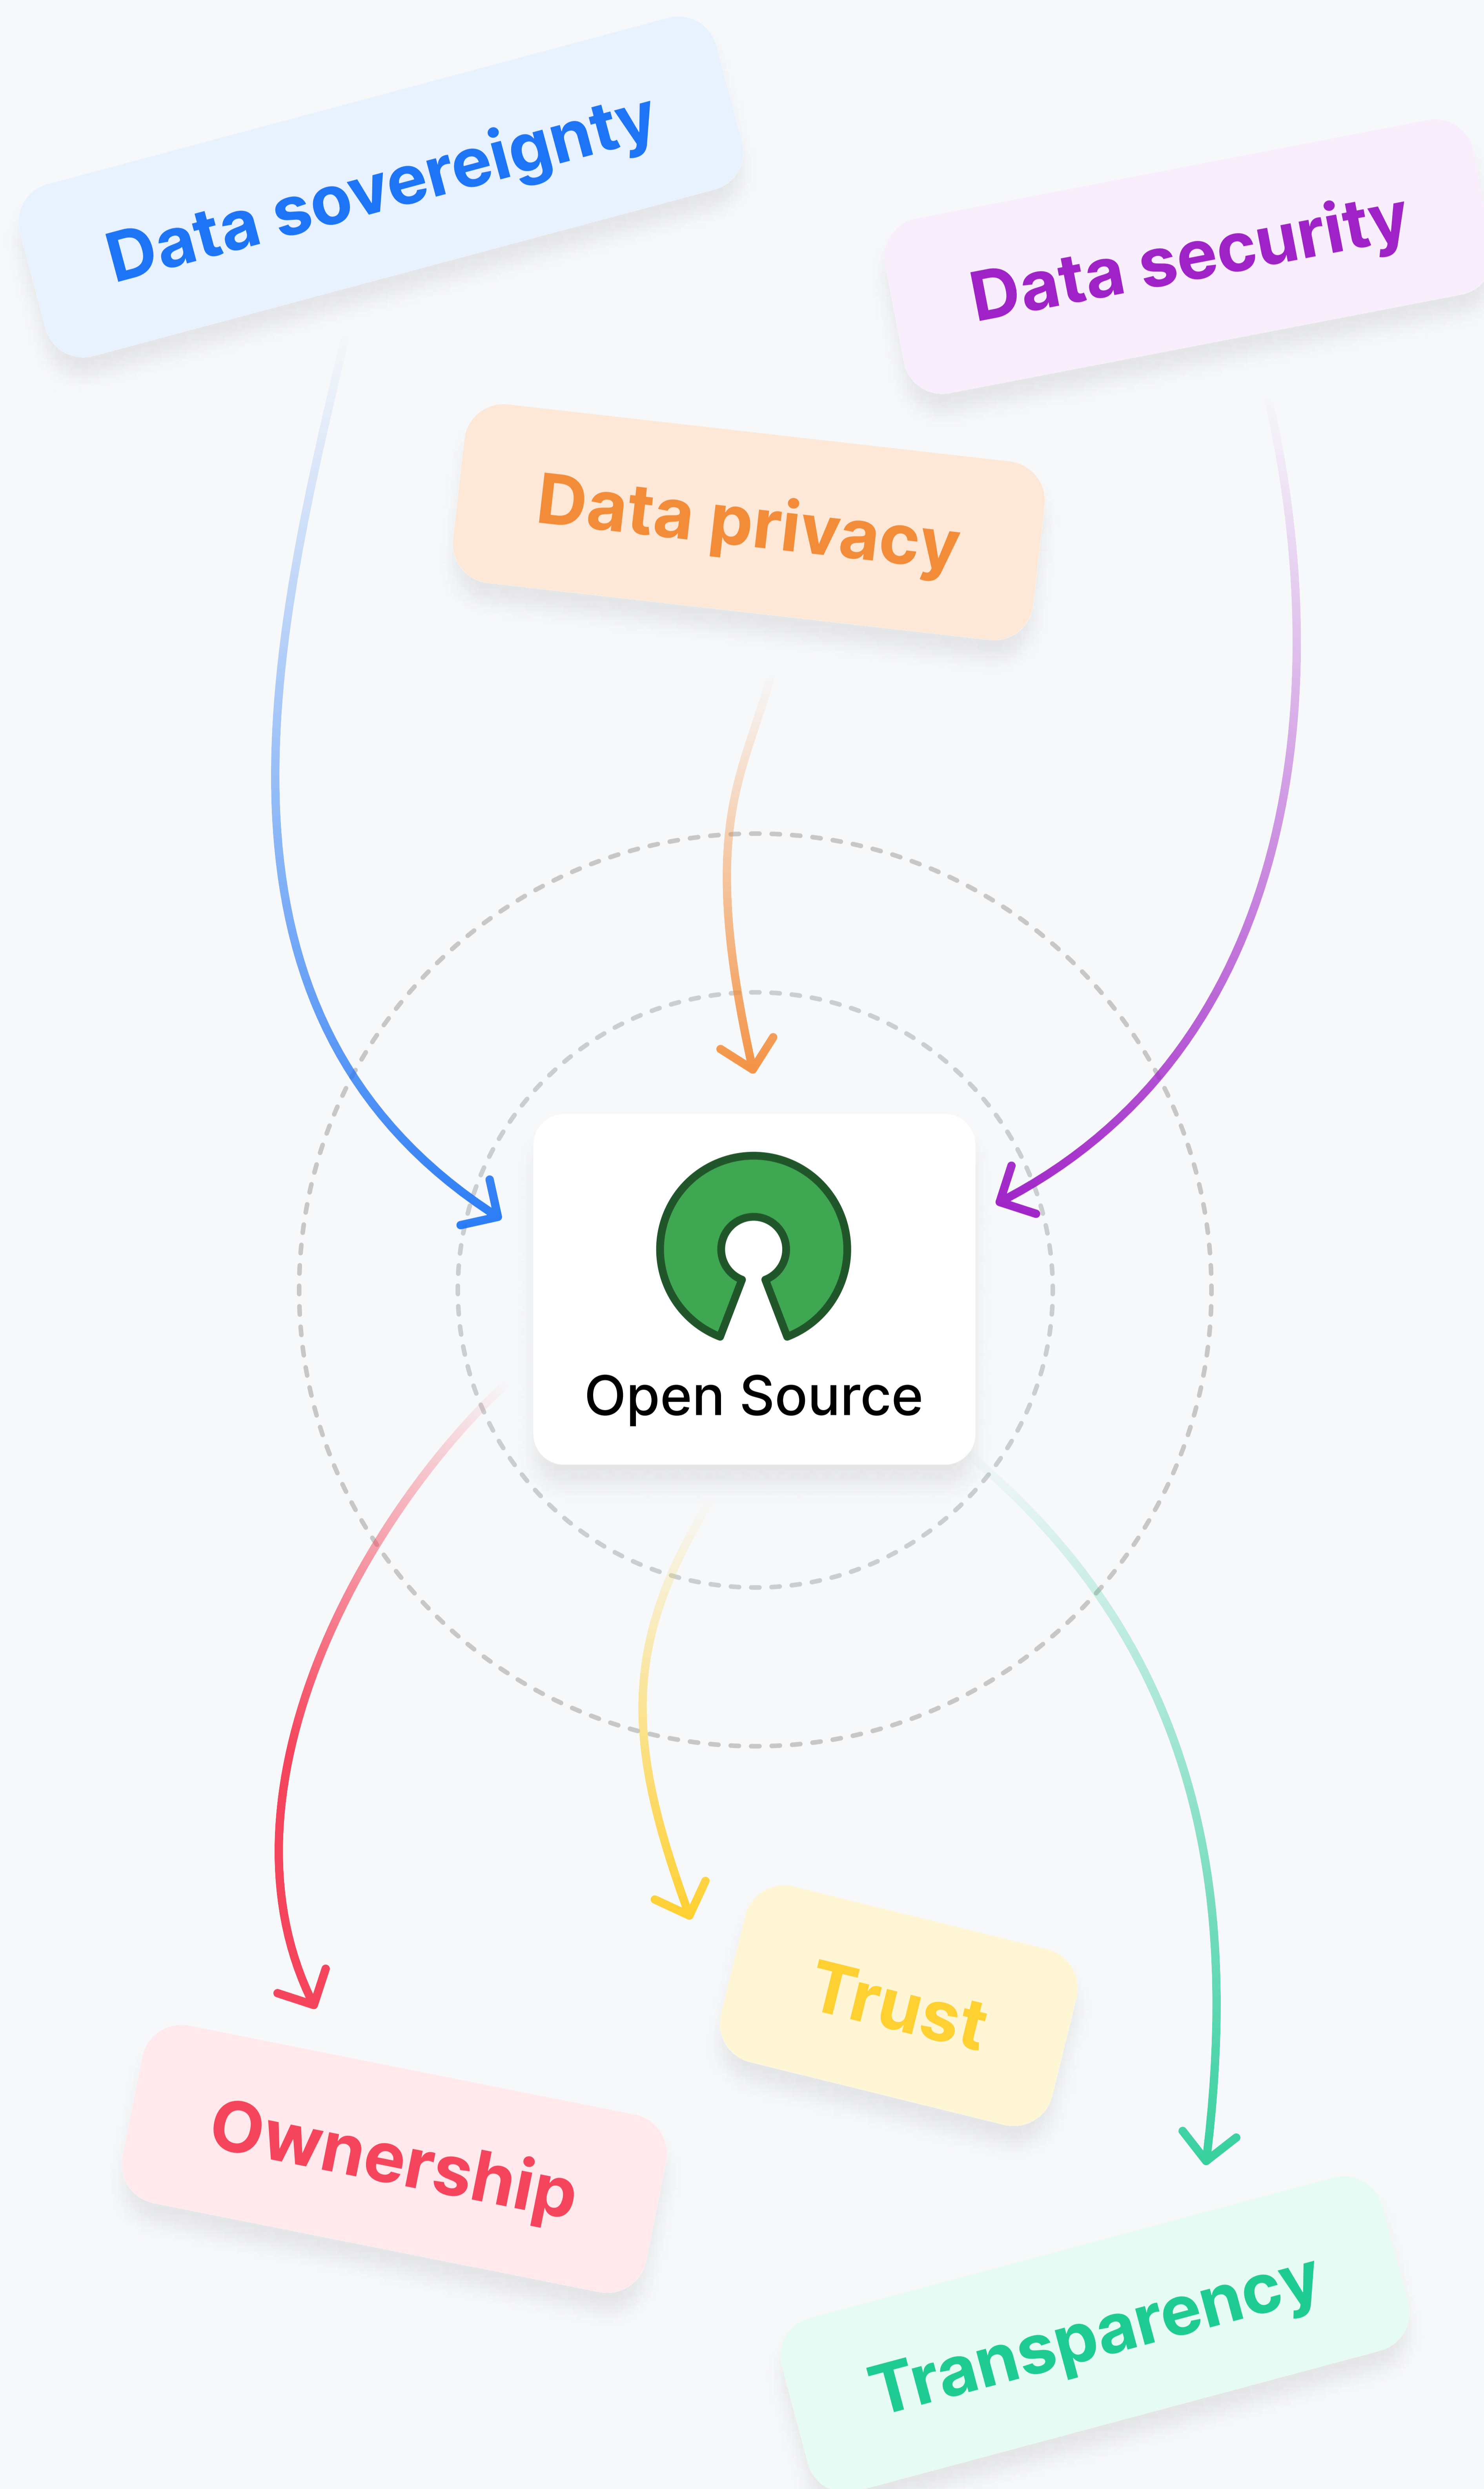 Data sovereignty
Data security
Data privacy
Open Source
Trust
Ownership
Transparency